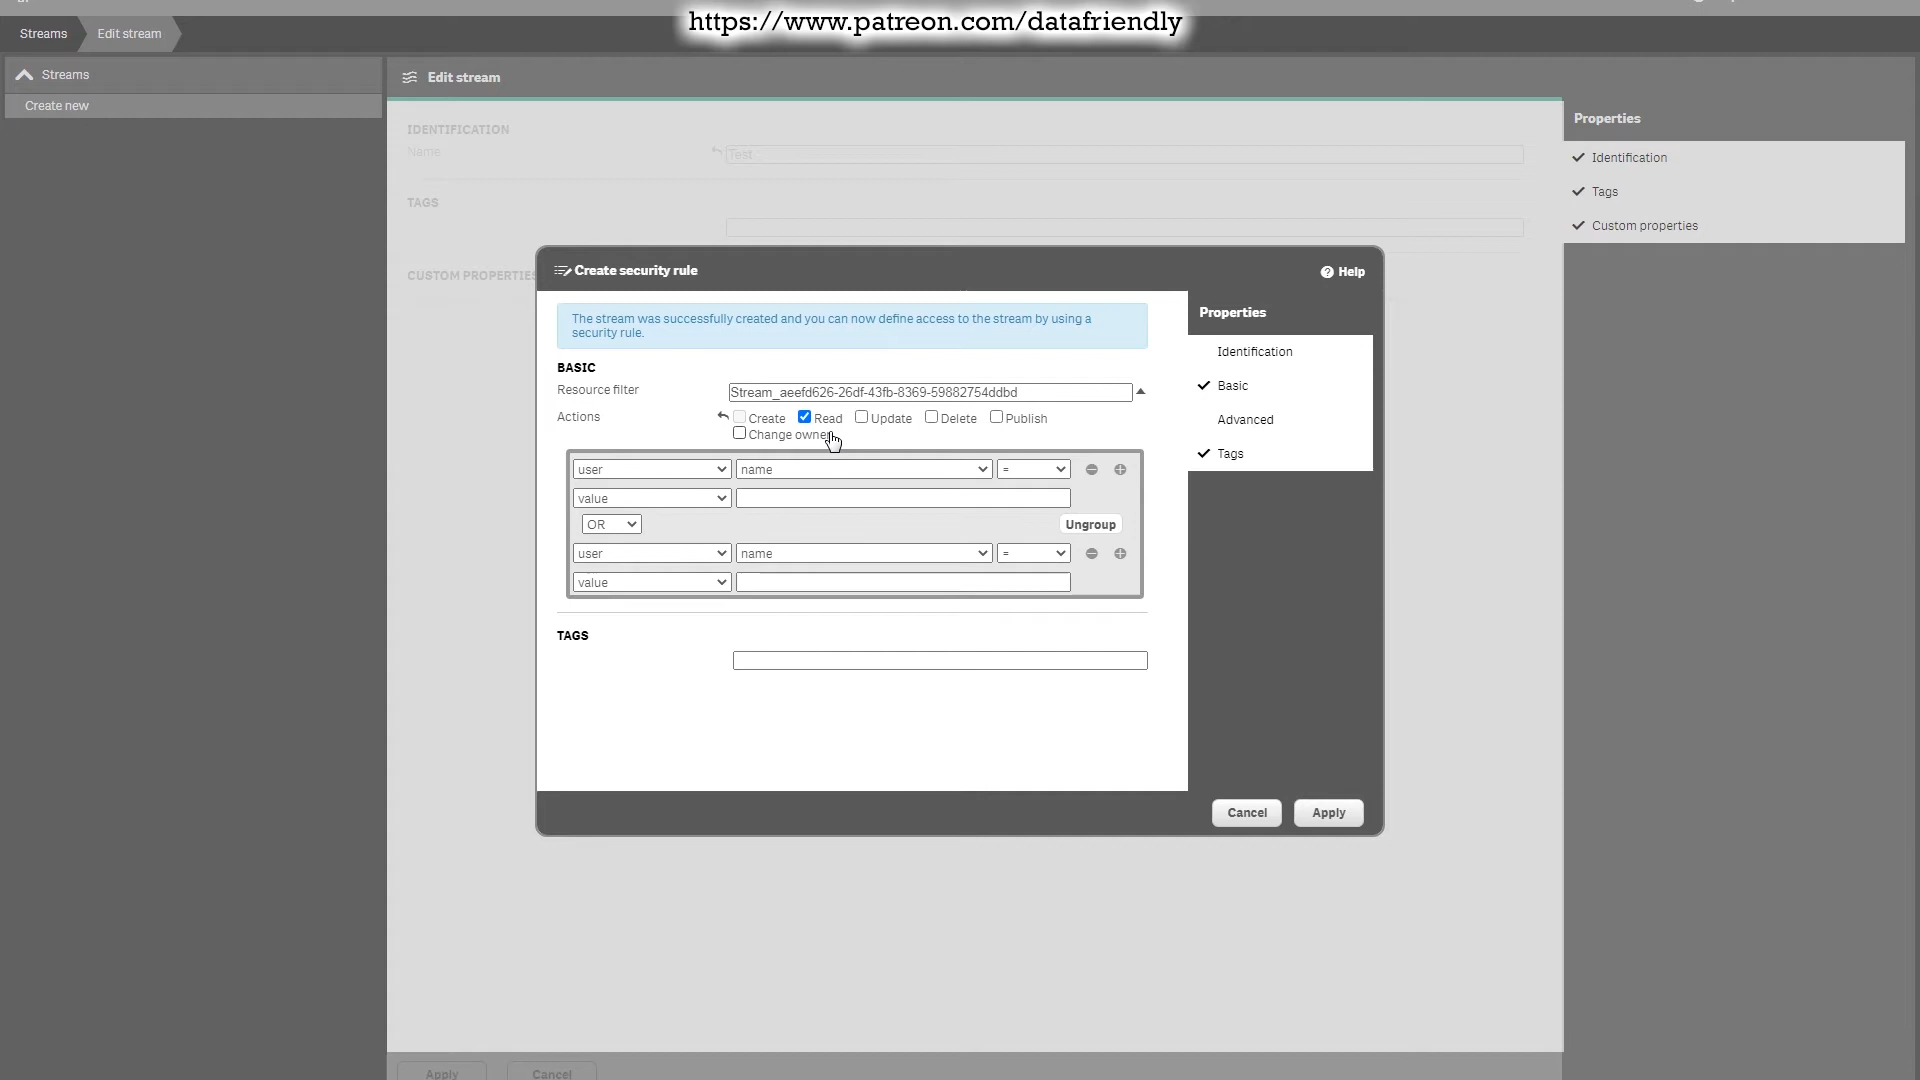 https://www.patreon.com/datafriendly
Streams
Edit stream
Streams
Create new
Edit stream
IDENTIFICATION
Name
Test
TAGS
CUSTOM PROPERTIES
Properties
Identification
Tags
Custom properties
Create security rule
Help
The stream was successfully created and you can now define access to the stream by using a
security rule.
BASIC
Resource filter
Stream_aeefd626-26df-43fb-8369-59882754ddbd
Actions
Create Read Update Delete Publish
Change owner
user name =
value
OR Ungroup
user name =
value
TAGS
Properties
Identification
Basic
Advanced
Tags
Cancel Apply
Apply Cancel